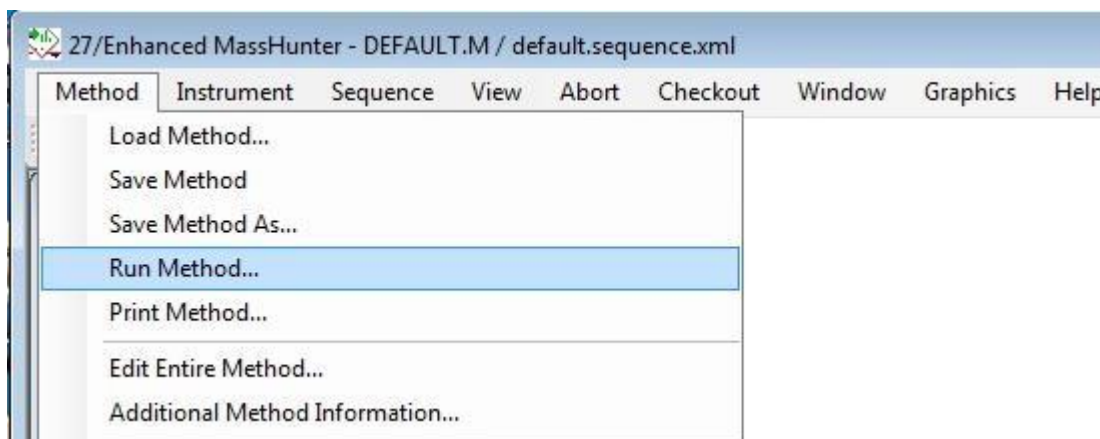 27/Enhanced MassHunter - DEFAULT.M / default.sequence.xml
Method Instrument Sequence View Abort Checkout Window Graphics Help
Load Method...
Save Method
Save Method As...
Run Method...
Print Method...
Edit Entire Method...
Additional Method Information...